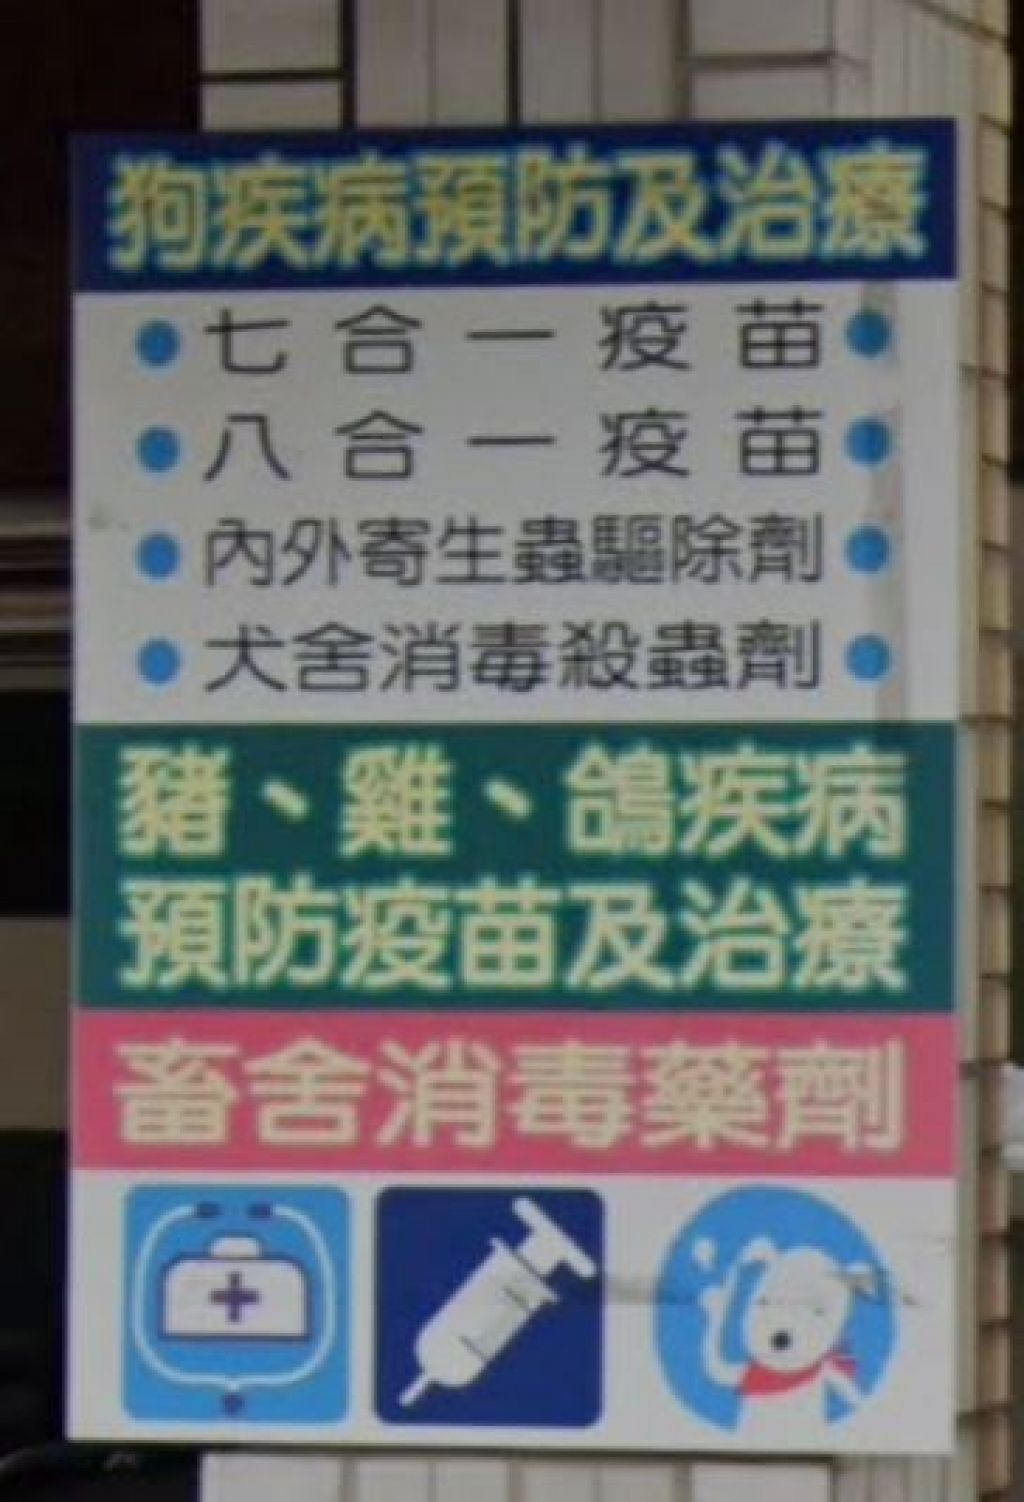 狗疾病預防及治療
七合一疫苗
八合一疫苗
內外寄生蟲驅除劑
犬舍消毒殺蟲劑
豬、雞、鴿疾病
預防疫苗及治療
畜舍消毒藥劑